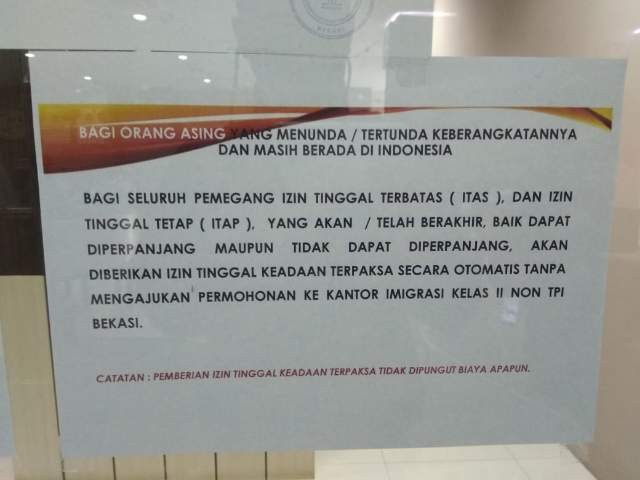 BAGI ORANG ASING YANG MENUNDA / TERTUNDA KEBERANGKATANNYA
DAN MASIH BERADA DI INDONESIA
BAGI SELURUH PEMEGANG IZIN TINGGAL TERBATAS ( ITAS ), DAN IZIN
TINGGAL TETAP ( ITAP ), YANG AKAN / TELAH BERAKHIR, BAIK DAPAT
DIPERPANJANG MAUPUN TIDAK DAPAT DIPERPANJANG, AKAN
DIBERIKAN IZIN TINGGAL KEADAAN TERPAKSA SECARA OTOMATIS TANPA
MENGAJUKAN PERMOHONAN KE KANTOR IMIGRASI KELAS II NON TPI
BEKASI.
CATATAN : PEMBERIAN IZIN TINGGAL KEADAAN TERPAKSA TIDAK DIPUNGUT BIAYA APAPUN.